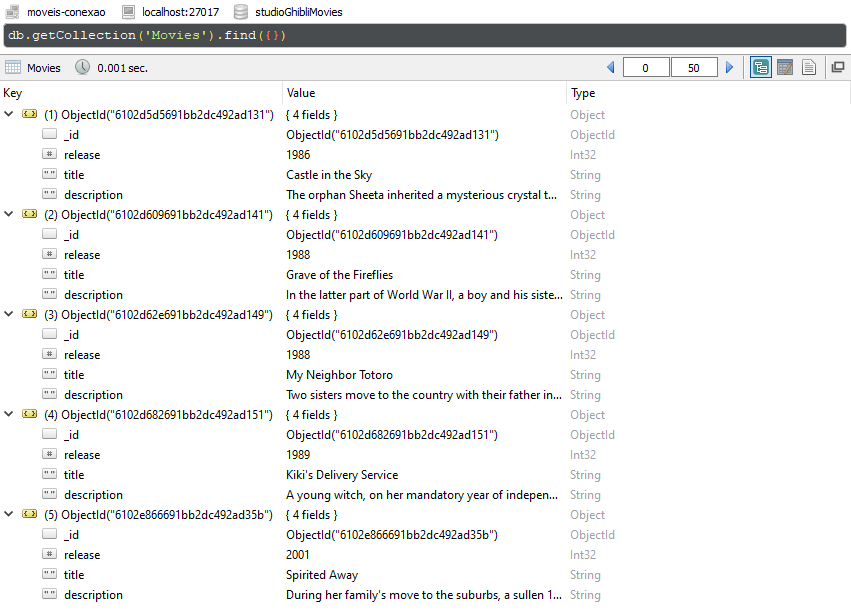 moveis-conexao localhost:27017 studioGhibliMovies
db.getCollection('Movies').find({})
Movies 0.001 sec. 0 50
Key Value Type
(1) ObjectId("6102d5d5691bb2dc492ad131") { 4 fields } Object
_id ObjectId("6102d5d5691bb2dc492ad131") ObjectId
# release 1986 Int32
"" title Castle in the Sky String
"" description The orphan Sheeta inherited a mysterious crystal t... String
(2) ObjectId("6102d609691bb2dc492ad141") { 4 fields } Object
_id ObjectId("6102d609691bb2dc492ad141") ObjectId
# release 1988 Int32
"" title Grave of the Fireflies String
"" description In the latter part of World War II, a boy and his siste... String
(3) ObjectId("6102d62e691bb2dc492ad149") { 4 fields } Object
_id ObjectId("6102d62e691bb2dc492ad149") ObjectId
# release 1988 Int32
"" title My Neighbor Totoro String
"" description Two sisters move to the country with their father in... String
(4) ObjectId("6102d682691bb2dc492ad151") { 4 fields } Object
_id ObjectId("6102d682691bb2dc492ad151") ObjectId
# release 1989 Int32
"" title Kiki's Delivery Service String
"" description A young witch, on her mandatory year of indepen... String
(5) ObjectId("6102e866691bb2dc492ad35b") { 4 fields } Object
_id ObjectId("6102e866691bb2dc492ad35b") ObjectId
# release 2001 Int32
"" title Spirited Away String
"" description During her family's move to the suburbs, a sullen 1... String